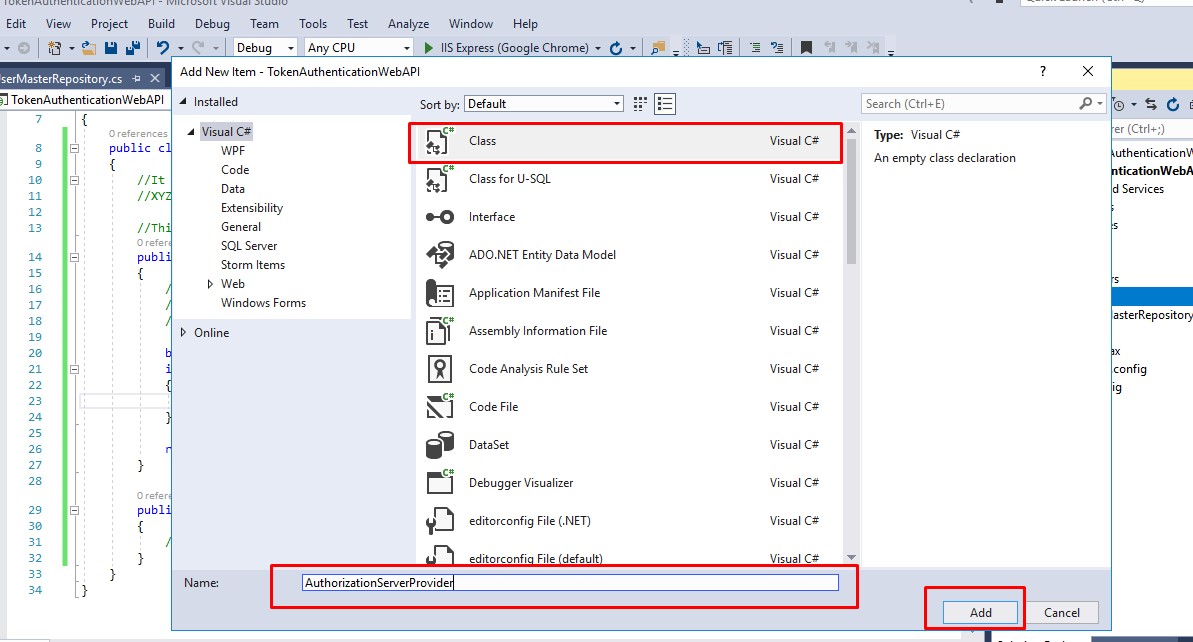 TokenAuthenticationWebAPI - Microsoft Visual Studio
Edit View Project Build Debug Team Tools Test Analyze Window Help
Debug Any CPU IIS Express (Google Chrome)
serMasterRepository.cs
TokenAuthenticationWebAPI
Add New Item - TokenAuthenticationWebAPI
?
Installed
Sort by: Default
Search (Ctrl+E)
Visual C#
WPF
Code
Data
Extensibility
General
SQL Server
Storm Items
Web
Windows Forms
Online
Class Visual C#
Class for U-SQL Visual C#
Interface Visual C#
ADO.NET Entity Data Model Visual C#
Application Manifest File Visual C#
Assembly Information File Visual C#
Code Analysis Rule Set Visual C#
Code File Visual C#
DataSet Visual C#
Debugger Visualizer Visual C#
editorconfig File (.NET) Visual C#
editorconfig File (default) Visual C#
Type: Visual C#
An empty class declaration
Name: AuthorizationServerProvider
Add Cancel
7 {
0 references
8 public cl
9 {
10 //It
11 //XYZ
12
13 //Thi
0 refere
14 publi
15 {
16 /
17 /
18 /
19
20 b
21 i
22 {
23
24 }
25
26 r
27 }
28
0 refere
29 publi
30 {
31 /
32 }
33 }
34 }
rer (Ctrl+;)
uthenticationW
nticationWebA
d Services
s
es
rs
MasterRepository
ax
.config
ig